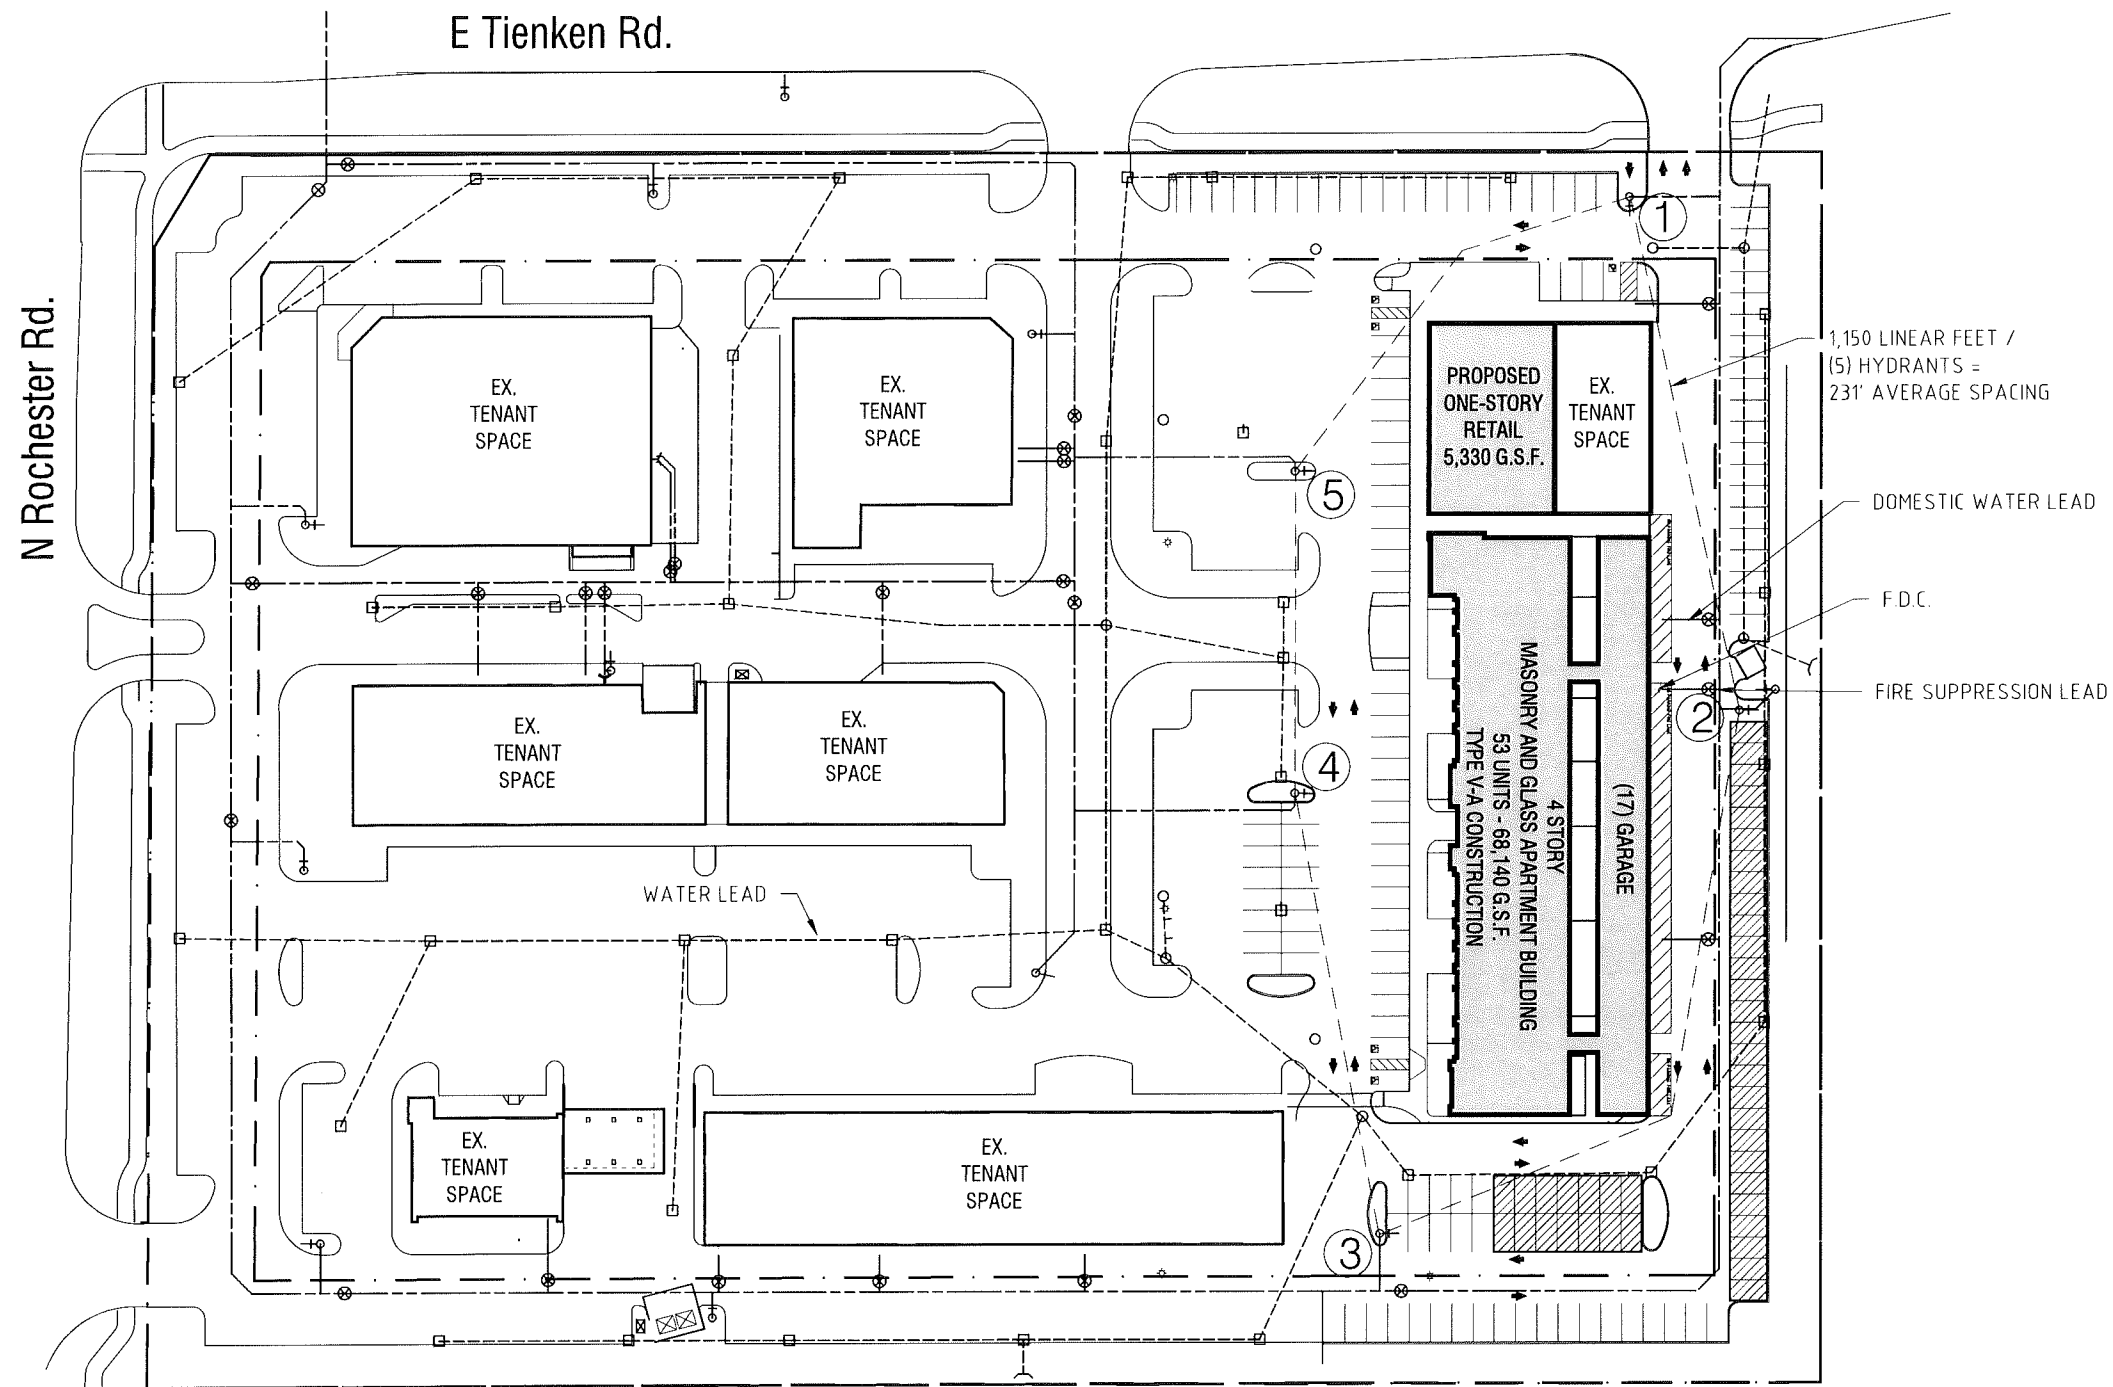 E Tienken Rd.
N Rochester Rd.
1
1,150 LINEAR FEET /
(5) HYDRANTS =
231' AVERAGE SPACING
EX.
TENANT
SPACE
EX.
TENANT
SPACE
PROPOSED
ONE-STORY
RETAIL
5,330 G.S.F.
EX.
TENANT
SPACE
5
DOMESTIC WATER LEAD
F.D.C.
FIRE SUPPRESSION LEAD
2
EX.
TENANT
SPACE
EX.
TENANT
SPACE
4
(17) GARAGE
4 STORY
MASONRY AND GLASS APARTMENT BUILDING
53 UNITS - 68,140 G.S.F.
TYPE V-A CONSTRUCTION
WATER LEAD
EX.
TENANT
SPACE
EX.
TENANT
SPACE
3